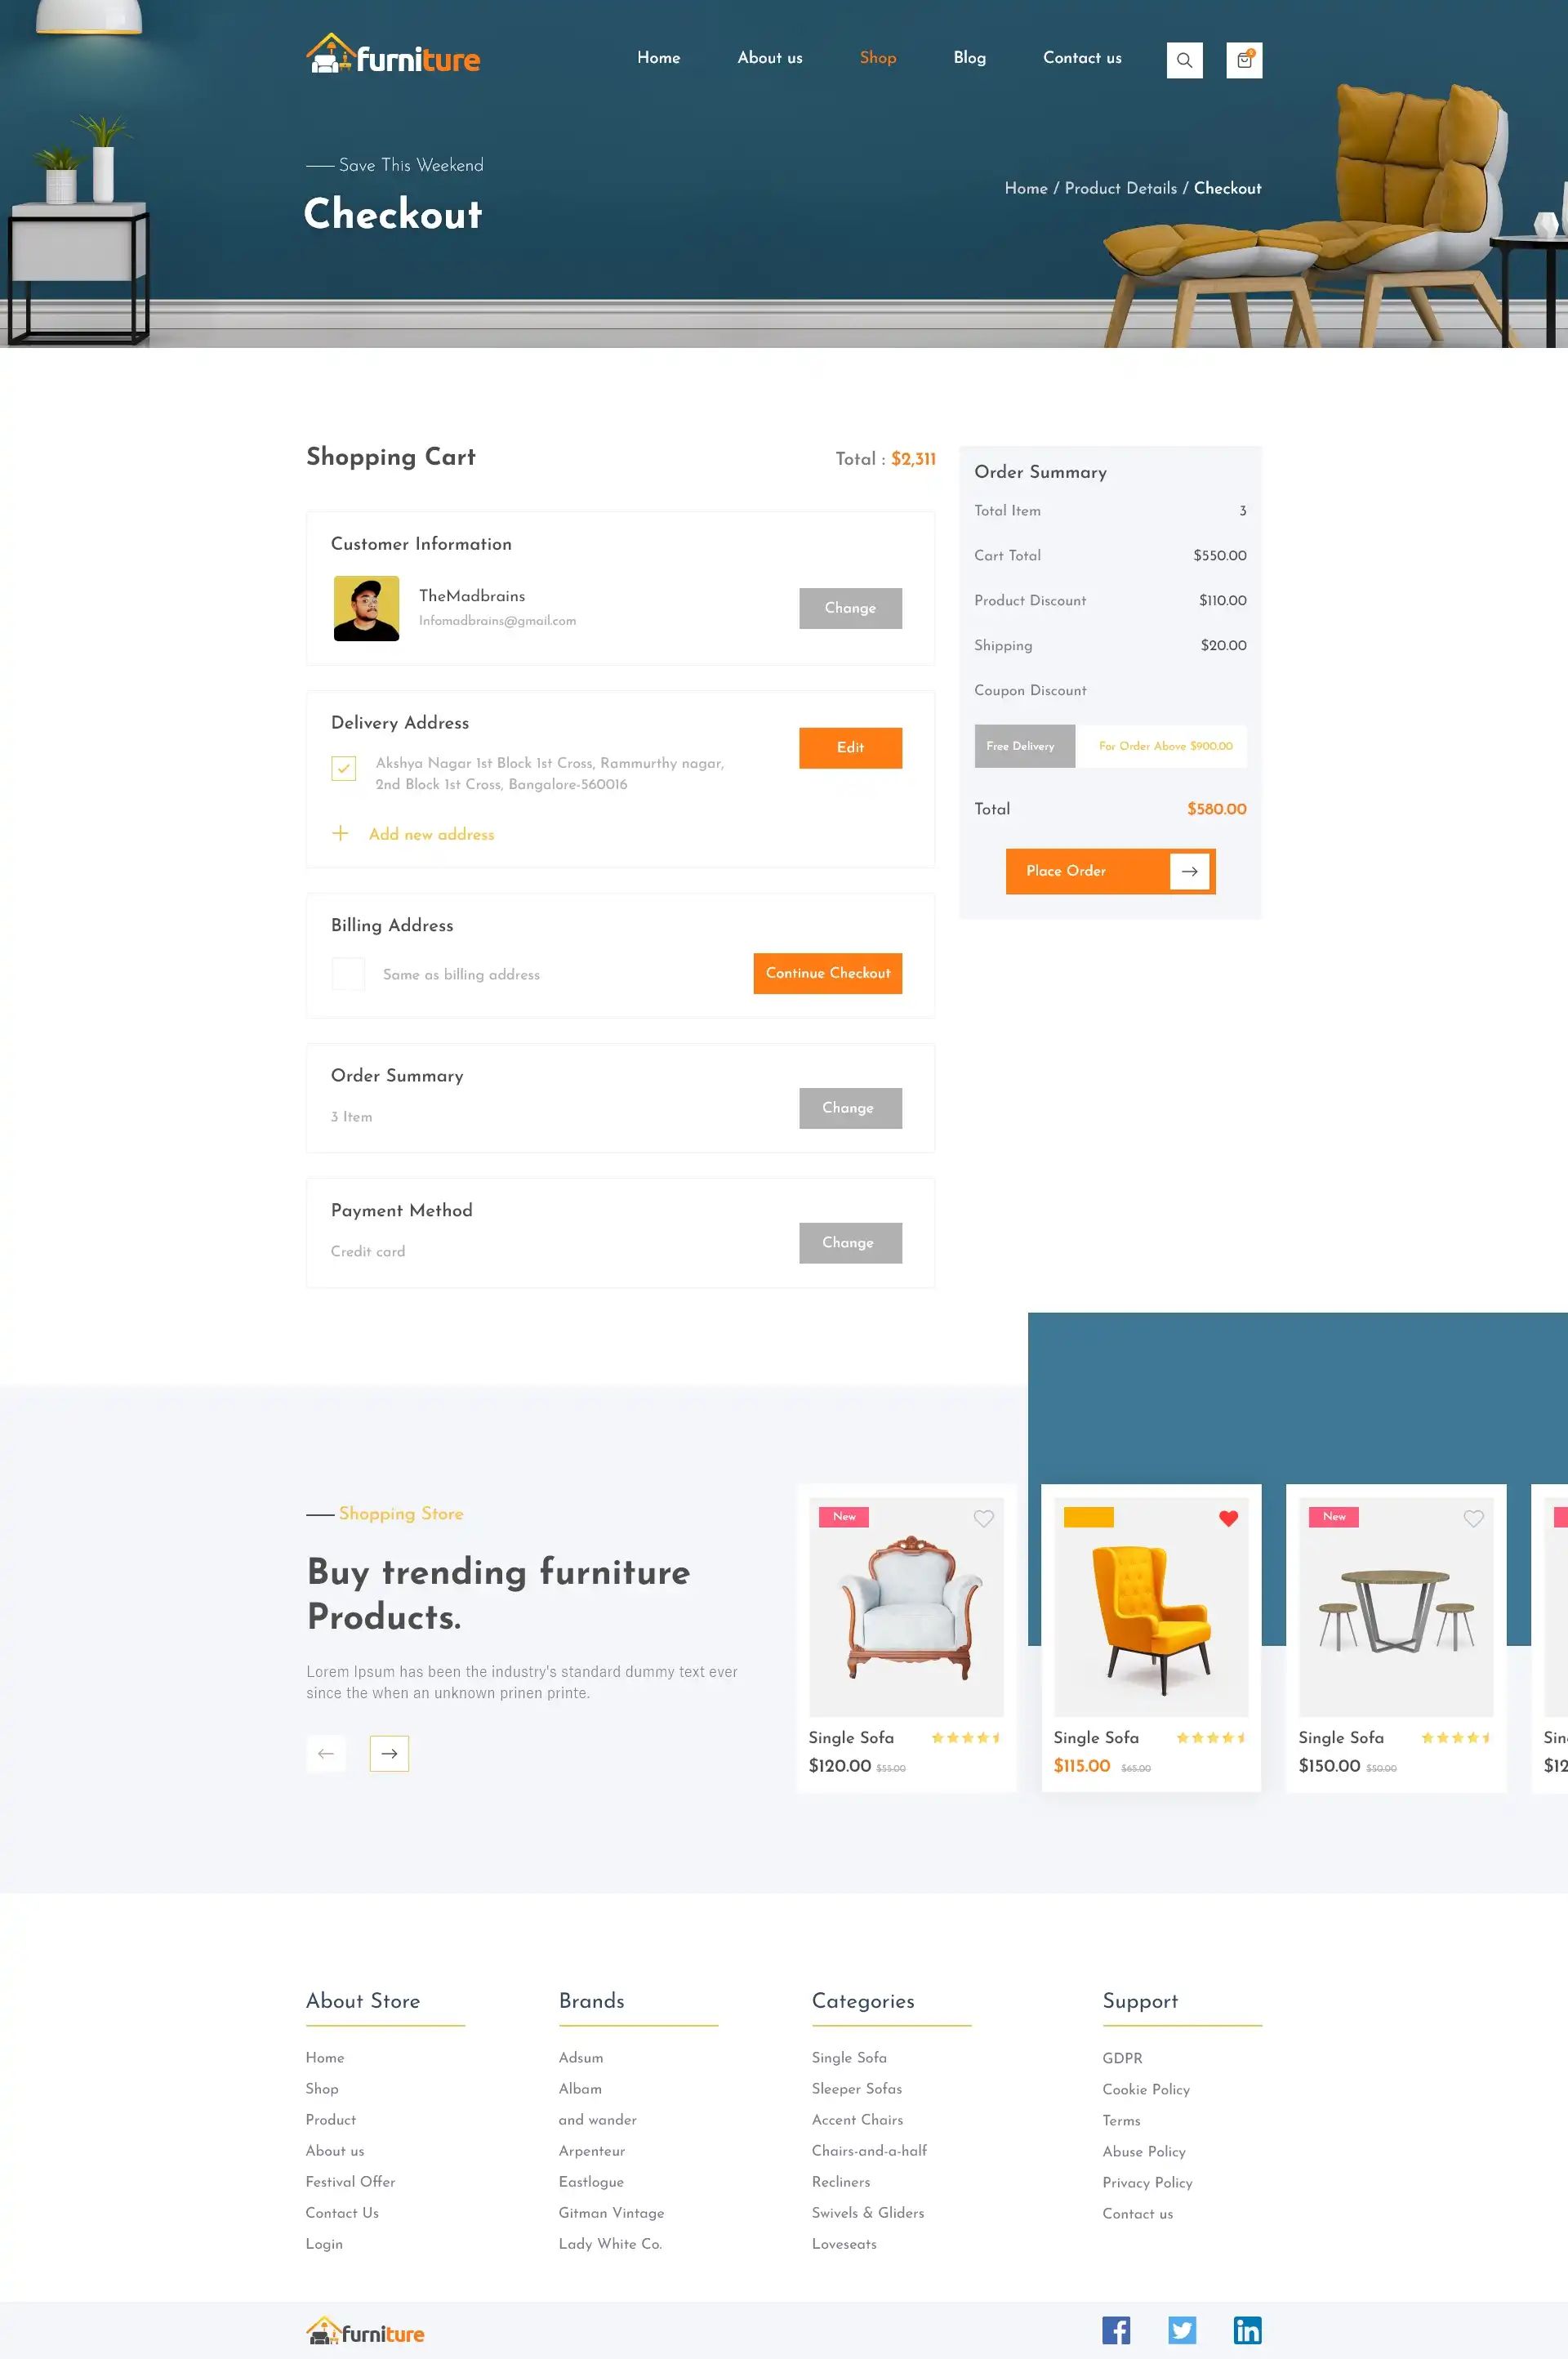 furniture
Home
About us
Shop
Blog
Contact us
Save This Weekend
Checkout
Home / Product Details / Checkout
Shopping Cart
Total : $2,311
Customer Information
TheMadbrains
Infomadbrains@gmail.com
Change
Delivery Address
Akshya Nagar 1st Block 1st Cross, Rammurthy nagar,
2nd Block 1st Cross, Bangalore-560016
Edit
Add new address
Billing Address
Same as billing address
Continue Checkout
Order Summary
3 Item
Change
Payment Method
Credit card
Change
Order Summary
Total Item 3
Cart Total $550.00
Product Discount $110.00
Shipping $20.00
Coupon Discount
Free Delivery
For Order Above $900.00
Total $580.00
Place Order
Shopping Store
Buy trending furniture
Products.
Lorem Ipsum has been the industry's standard dummy text ever
since the when an unknown prinen printe.
New
Single Sofa
$120.00 $55.00
Single Sofa
$115.00 $65.00
New
Single Sofa
$150.00 $50.00
Sin
$12
About Store
Home
Shop
Product
About us
Festival Offer
Contact Us
Login
Brands
Adsum
Albam
and wander
Arpenteur
Eastlogue
Gitman Vintage
Lady White Co.
Categories
Single Sofa
Sleeper Sofas
Accent Chairs
Chairs-and-a-half
Recliners
Swivels & Gliders
Loveseats
Support
GDPR
Cookie Policy
Terms
Abuse Policy
Privacy Policy
Contact us
furniture